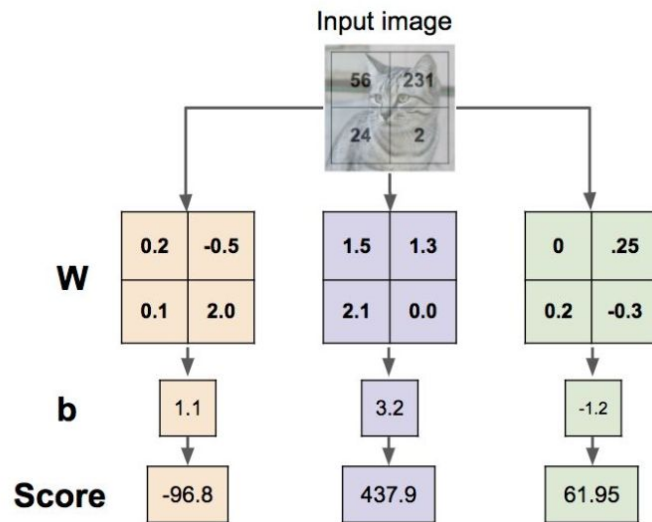 Input image
56 231
24 2
W
0.2 -0.5 1.5 1.3 0 .25
0.1 2.0 2.1 0.0 0.2 -0.3
b
1.1 3.2 -1.2
Score
-96.8 437.9 61.95